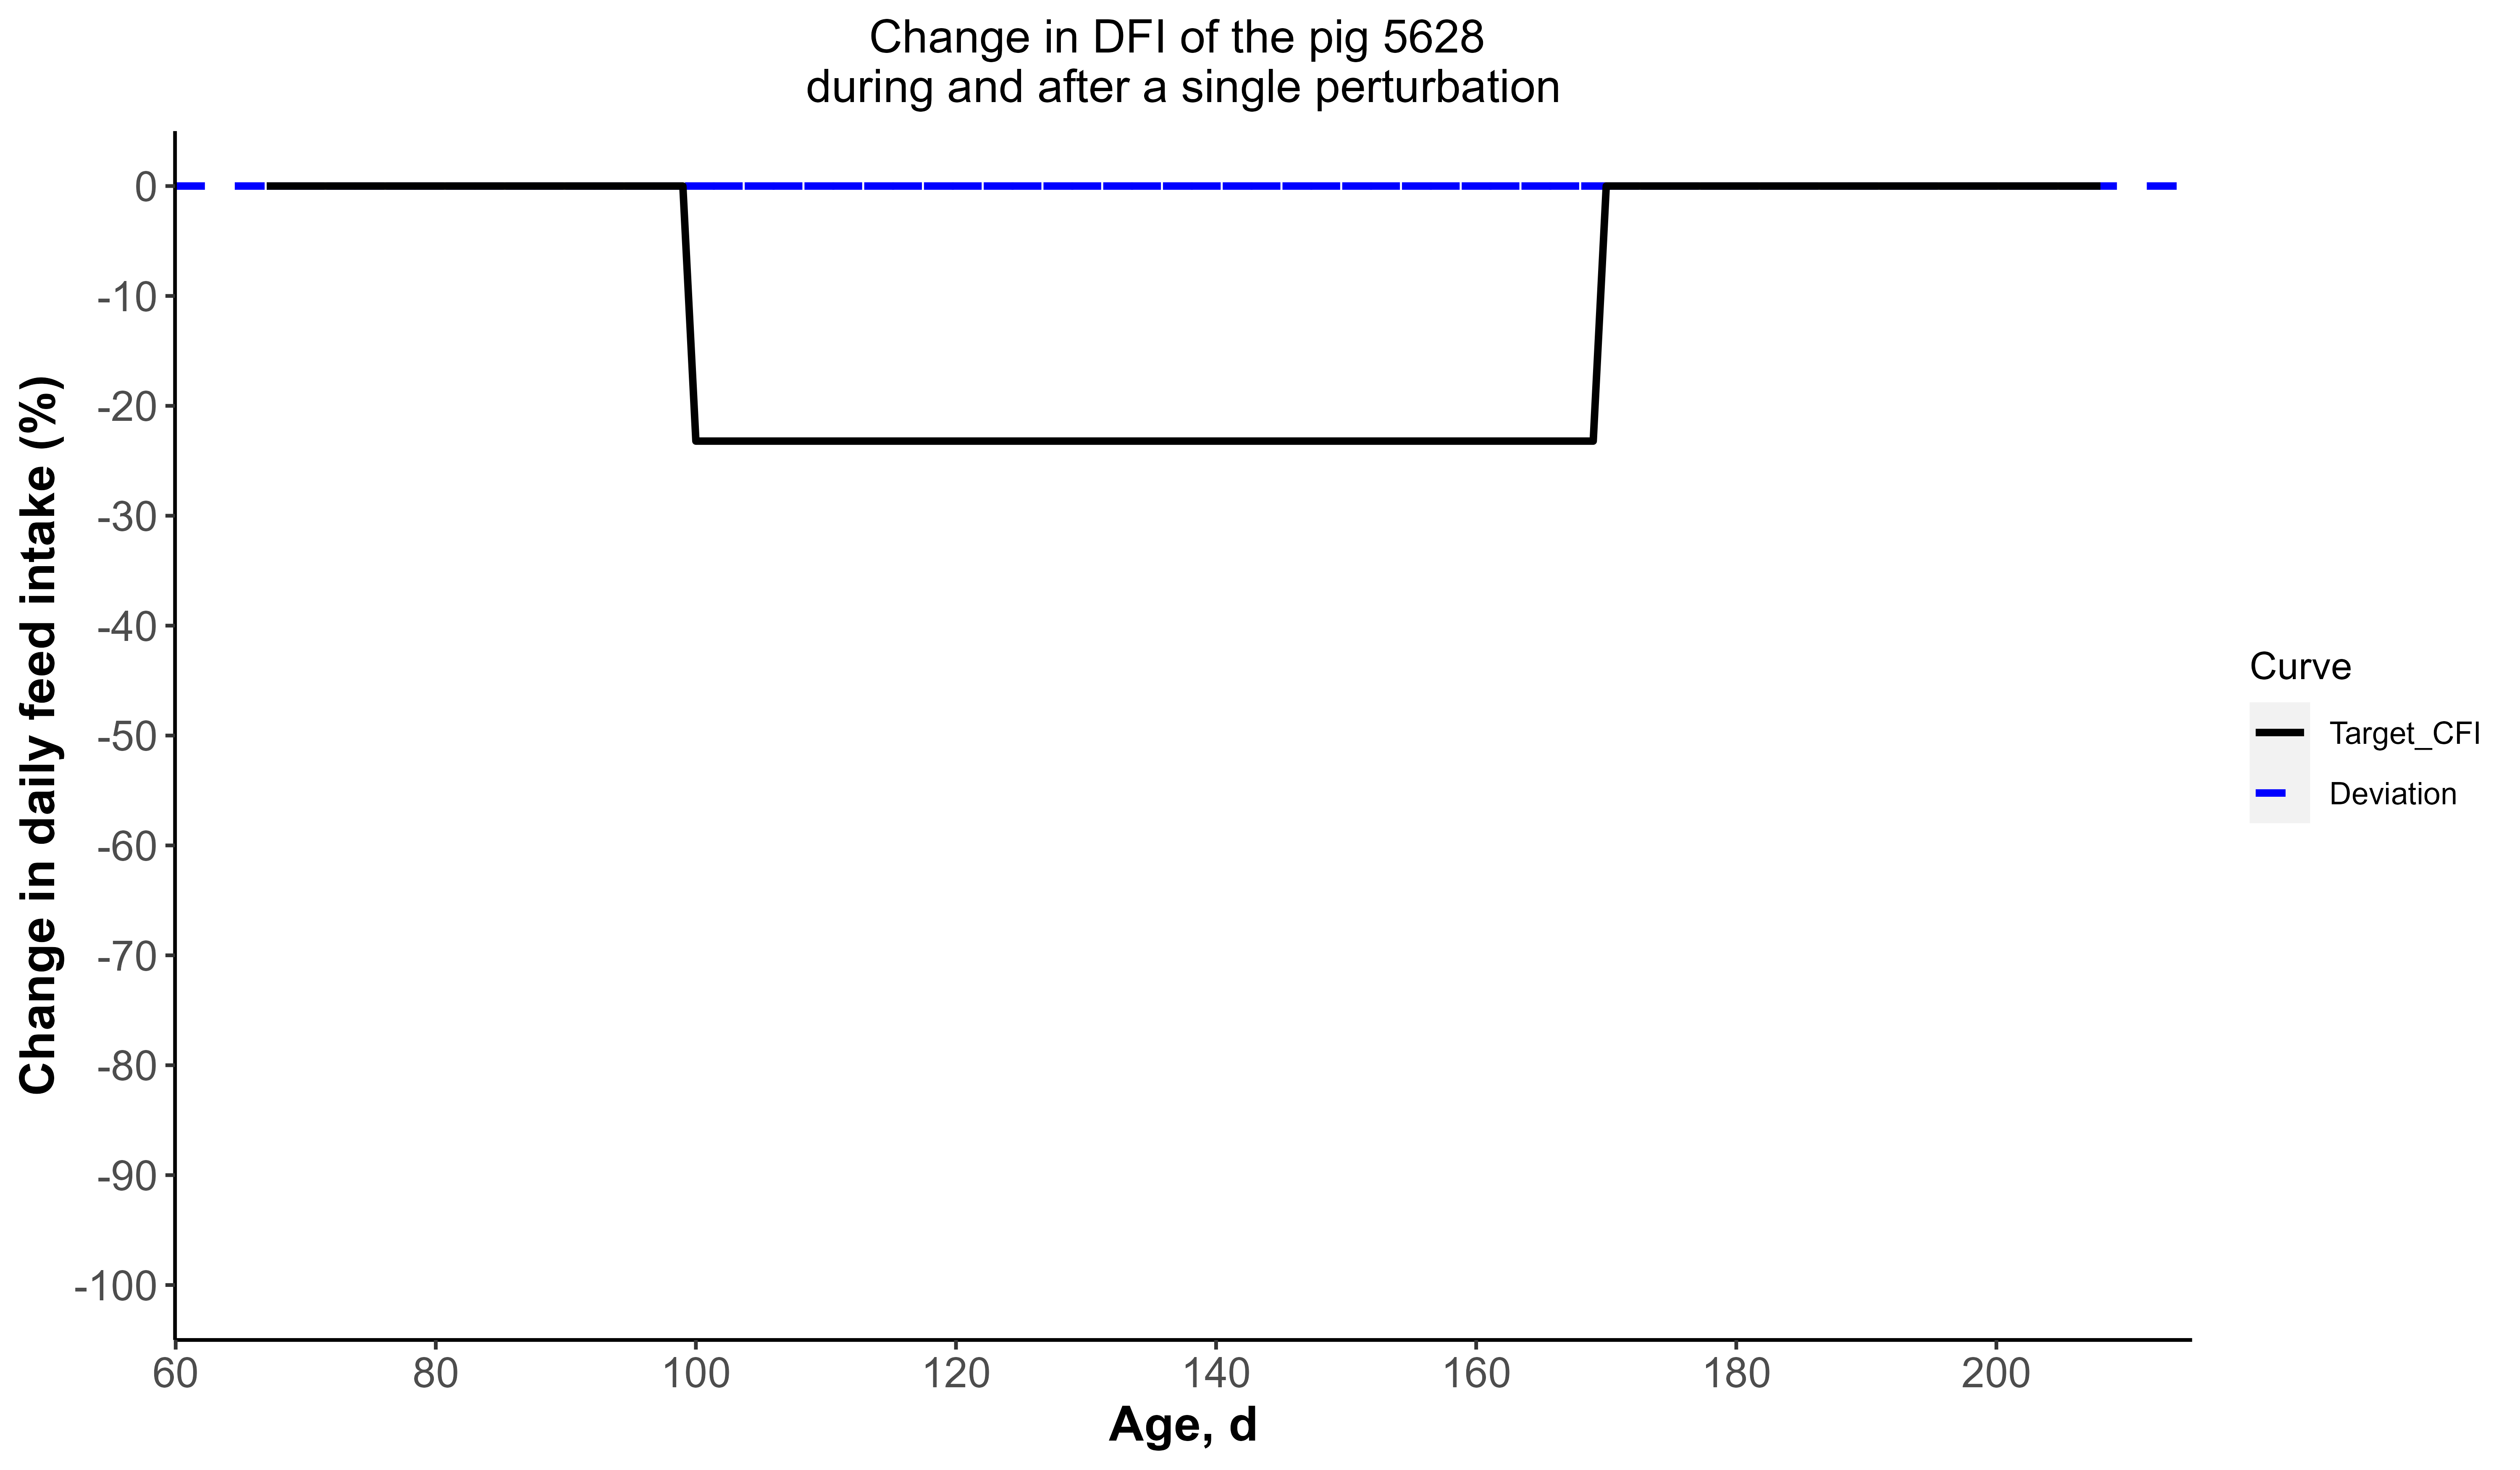 Change in DFI of the pig 5628
during and after a single perturbation
Change in daily feed intake (%)
0
-10
-20
-30
-40
-50
-60
-70
-80
-90
-100
60 80 100 120 140 160 180 200
Age, d
Curve
Target_CFI
Deviation